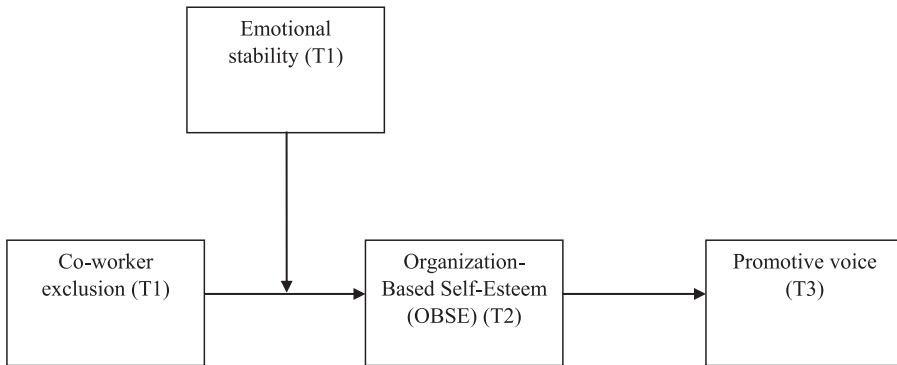 Emotional
stability (T1)
Co-worker
exclusion (T1)
Organization-
Based Self-Esteem
(OBSE) (T2)
Promotive voice
(T3)